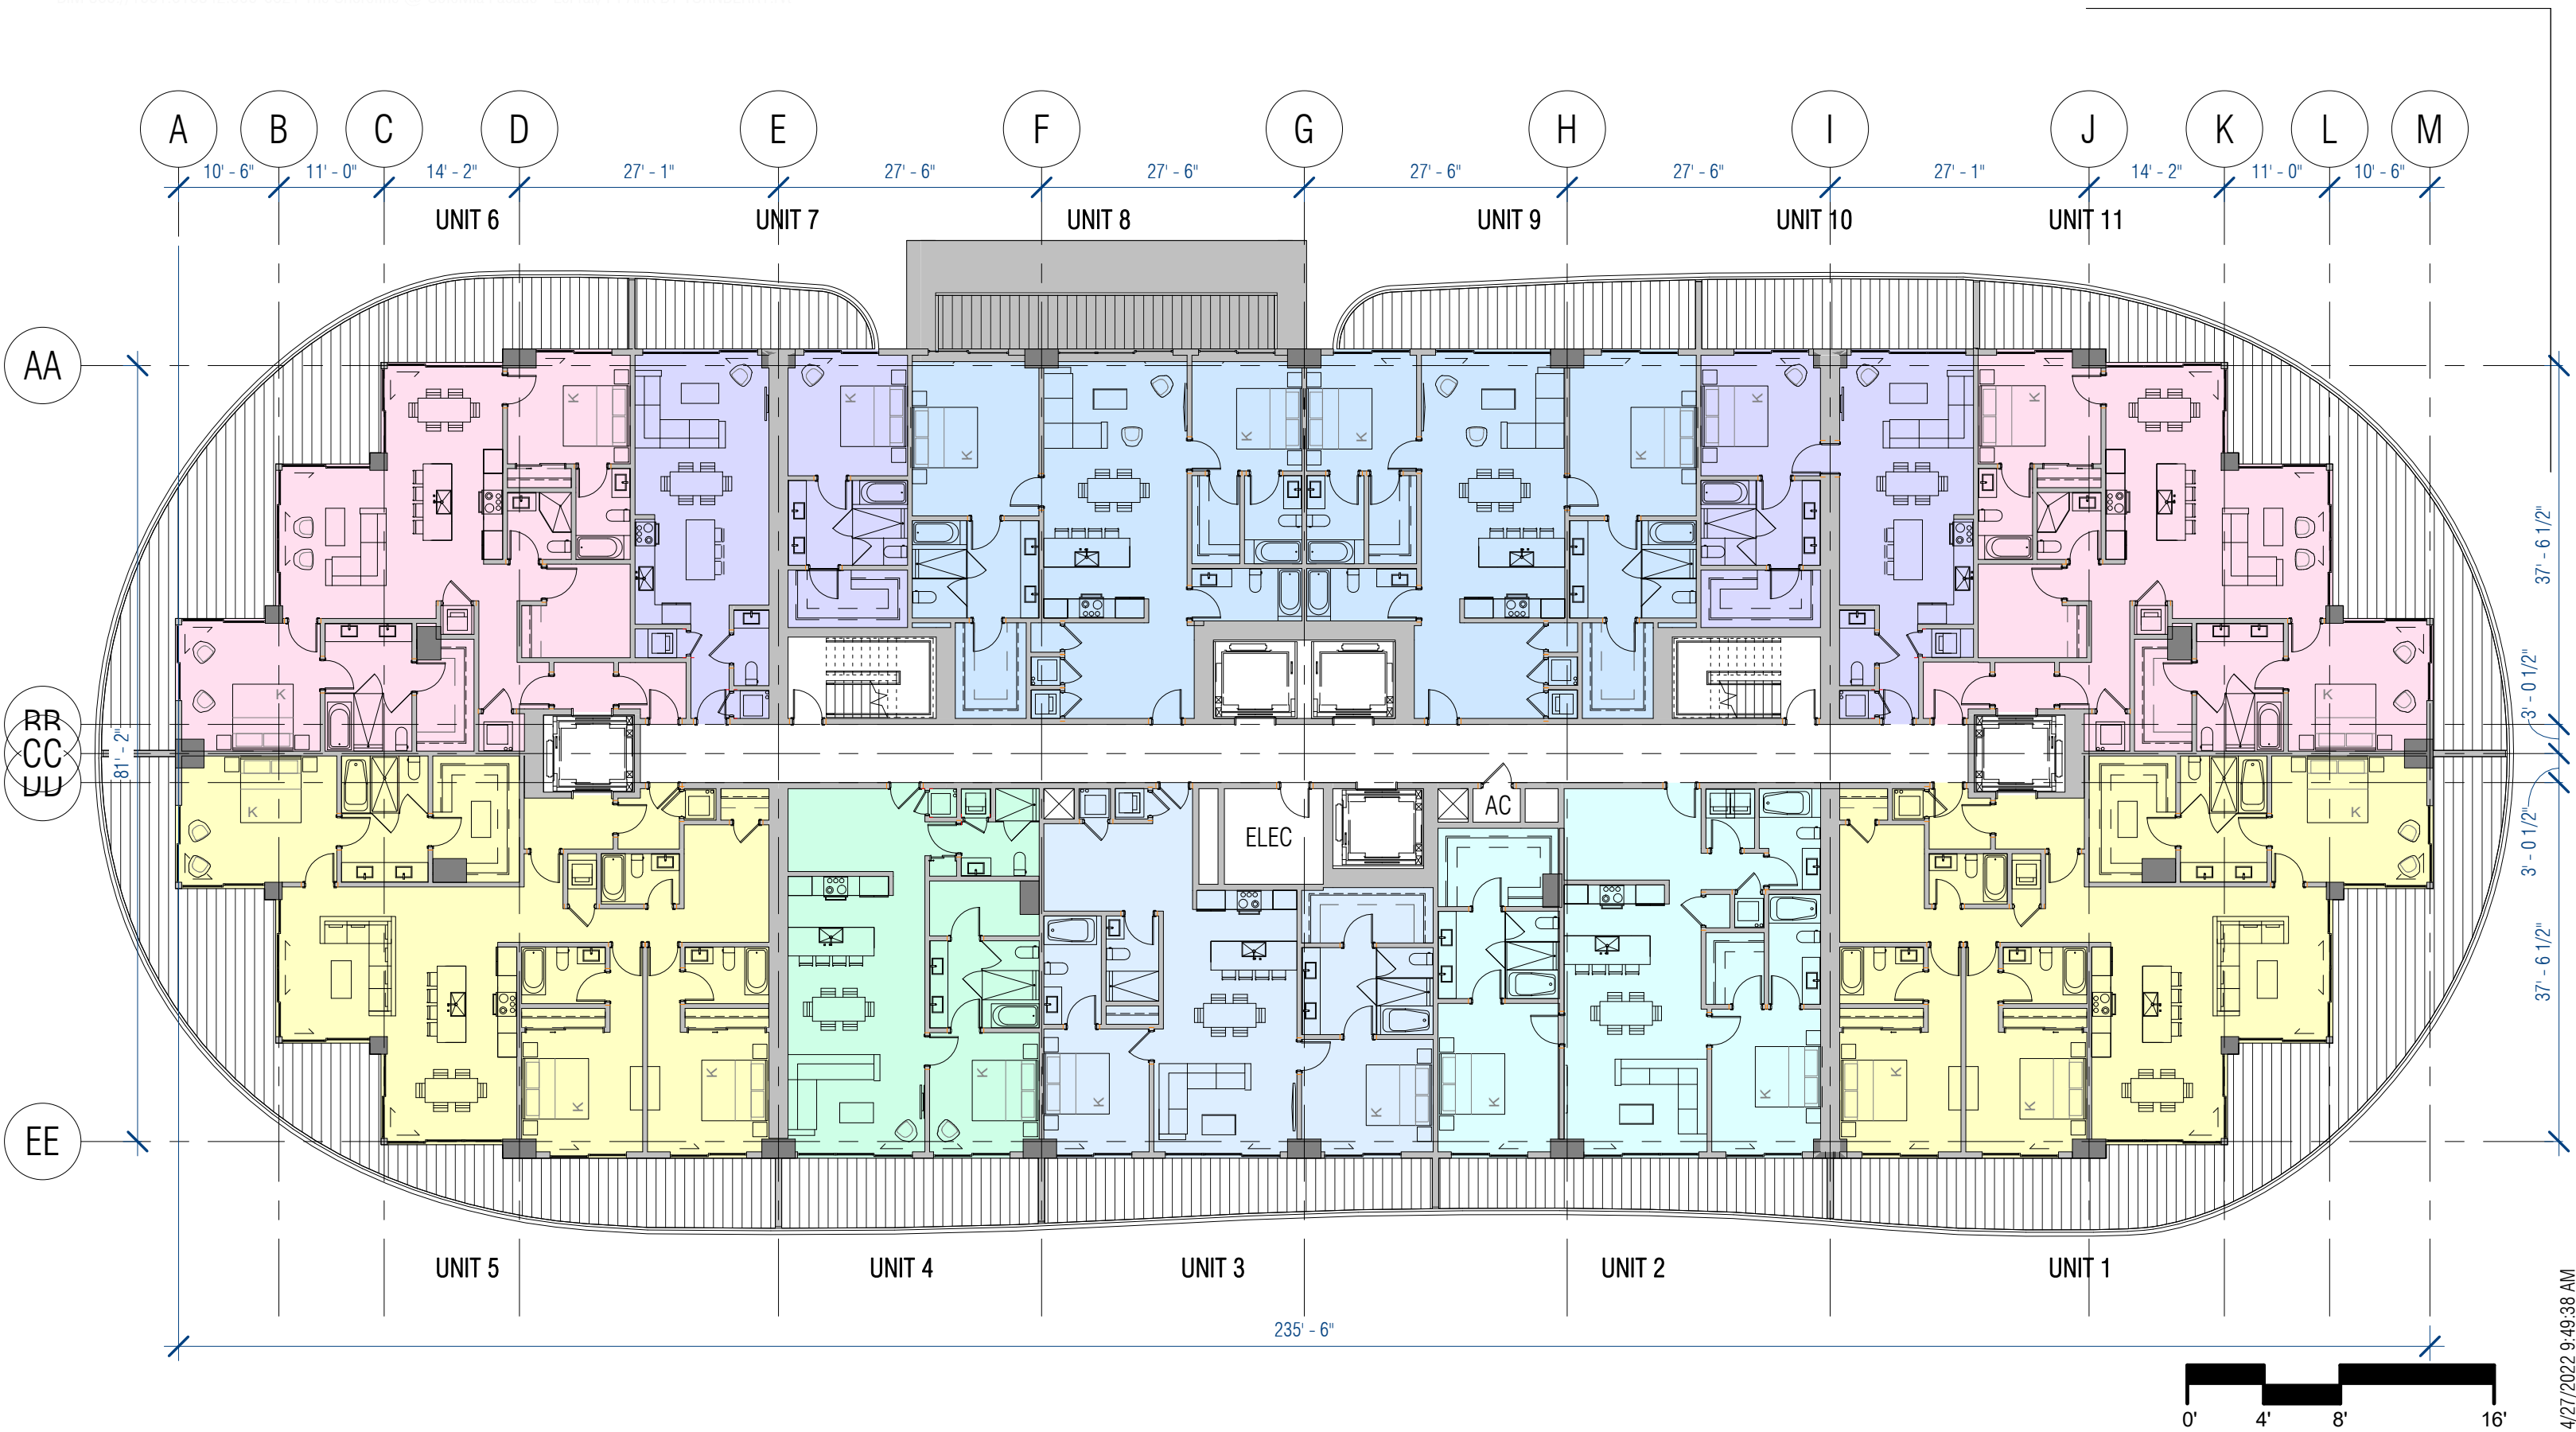 A B C D E F G H I J K L M
10' - 6" 11' - 0" 14' - 2" 27' - 1" 27' - 6" 27' - 6" 27' - 6" 27' - 6" 27' - 1" 14' - 2" 11' - 0" 10' - 6"
UNIT 6 UNIT 7 UNIT 8 UNIT 9 UNIT 10 UNIT 11
AA
K K K K K K K K
37' - 6 1/2"
K K
3' - 0 1/2"
BB
CC
DD
81' - 2"
K K
3' - 0 1/2"
AC
ELEC
37' - 6 1/2"
K K K K K K K K K
EE
UNIT 5 UNIT 4 UNIT 3 UNIT 2 UNIT 1
235' - 6"
0' 4' 8' 16'
4/27/2022 9:49:38 AM